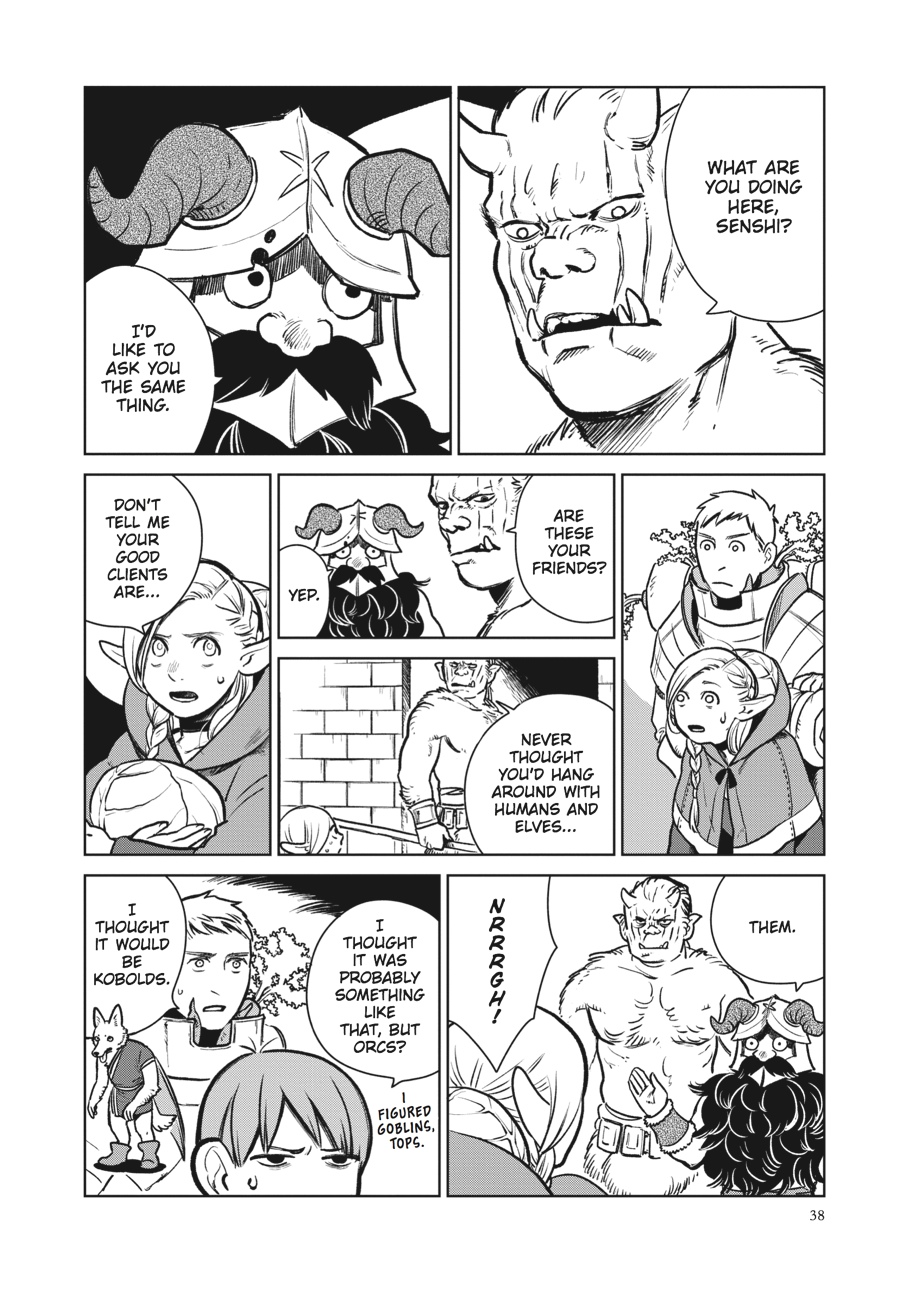 WHAT ARE
YOU DOING
HERE,
SENSHI?
I'D
LIKE TO
ASK YOU
THE SAME
THING.
ARE
THESE
YOUR
FRIENDS?
YEP.
NEVER
THOUGHT
YOU'D HANG
AROUND WITH
HUMANS AND
ELVES...
DON'T
TELL ME
YOUR
GOOD
CLIENTS
ARE...
THEM.
NRRRGH!
I
THOUGHT
IT WAS
PROBABLY
SOMETHING
LIKE
THAT, BUT
ORCS?
I
FIGURED
GOBLINS,
TOPS.
I
THOUGHT
IT WOULD
BE
KOBOLDS.
38